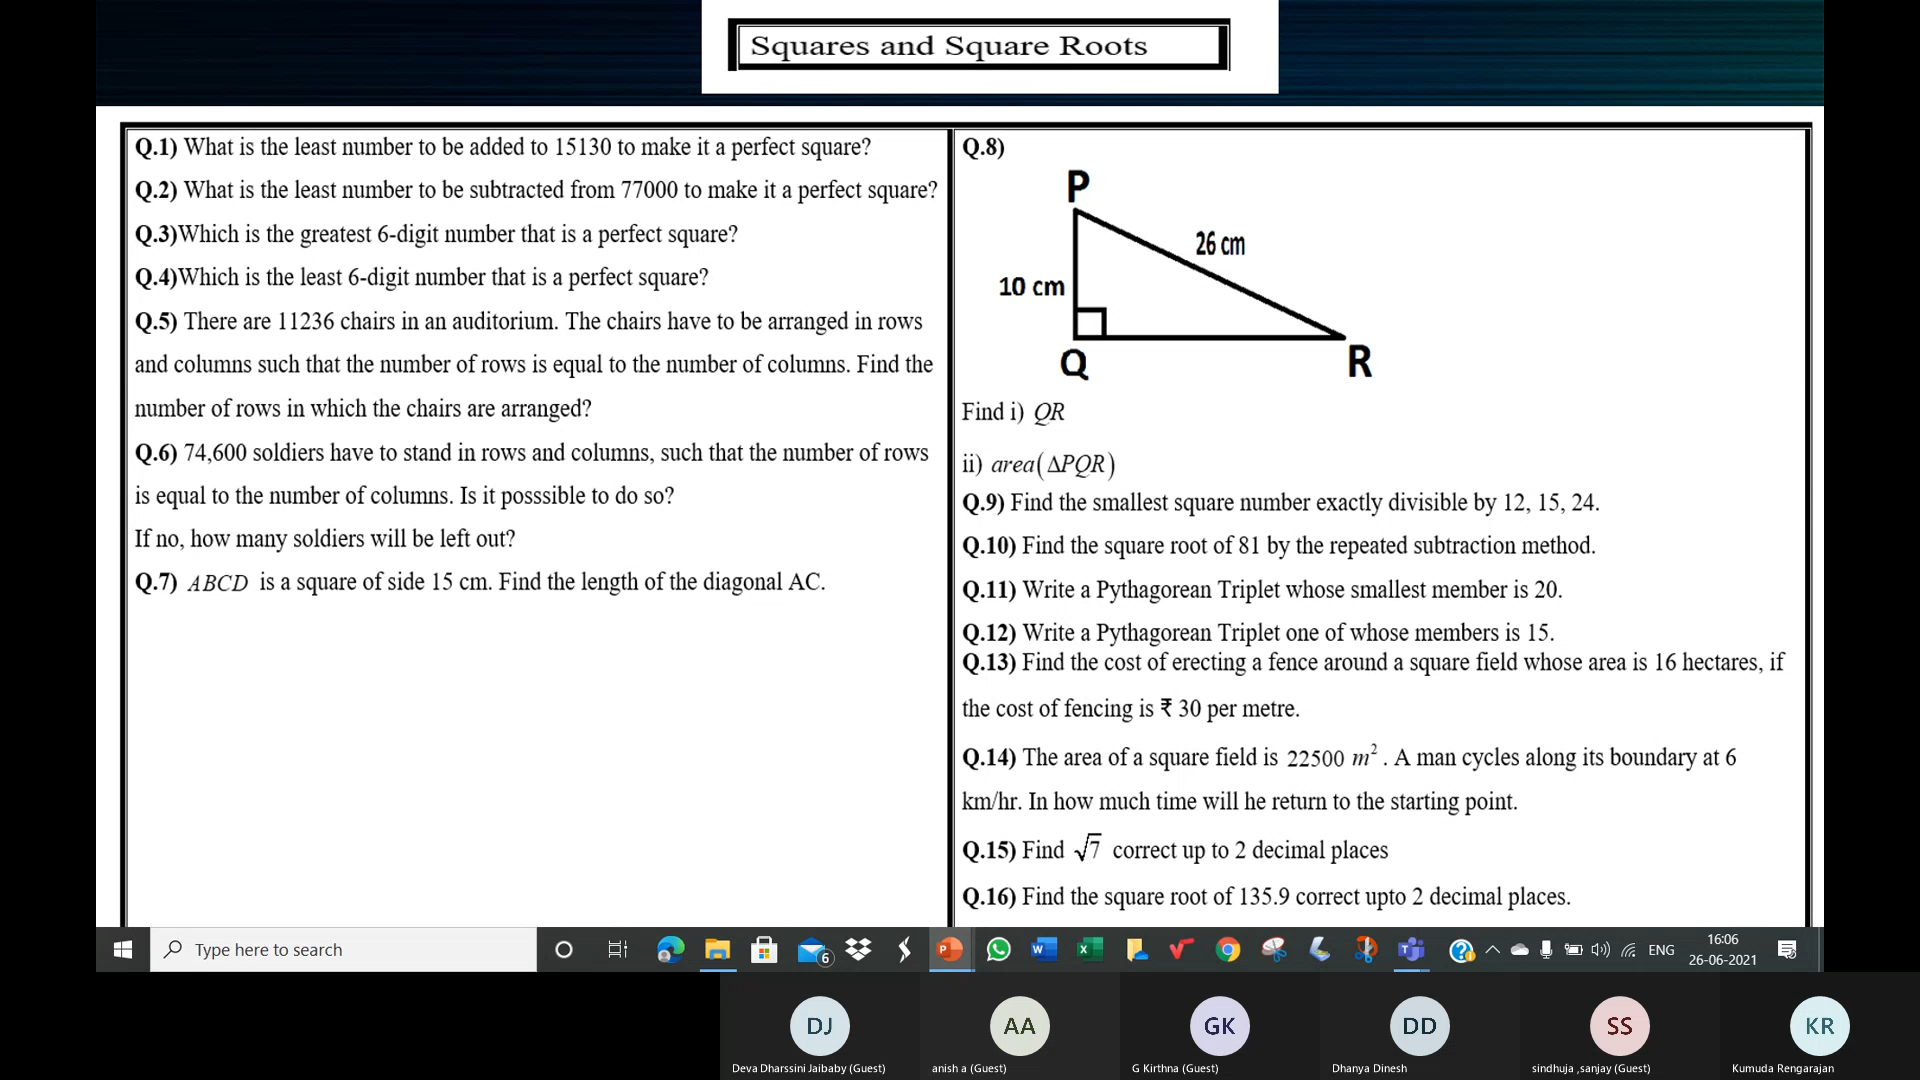 Squares and Square Roots
Q.1) What is the least number to be added to 15130 to make it a perfect square?
Q.2) What is the least number to be subtracted from 77000 to make it a perfect square?
Q.3)Which is the greatest 6-digit number that is a perfect square?
Q.4)Which is the least 6-digit number that is a perfect square?
Q.5) There are 11236 chairs in an auditorium. The chairs have to be arranged in rows
and columns such that the number of rows is equal to the number of columns. Find the
number of rows in which the chairs are arranged?
Q.6) 74,600 soldiers have to stand in rows and columns, such that the number of rows
is equal to the number of columns. Is it posssible to do so?
If no, how many soldiers will be left out?
Q.7) ABCD is a square of side 15 cm. Find the length of the diagonal AC.
Q.8)
P
26 cm
10 cm
Q
R
Find i) QR
ii) area(ΔPQR)
Q.9) Find the smallest square number exactly divisible by 12, 15, 24.
Q.10) Find the square root of 81 by the repeated subtraction method.
Q.11) Write a Pythagorean Triplet whose smallest member is 20.
Q.12) Write a Pythagorean Triplet one of whose members is 15.
Q.13) Find the cost of erecting a fence around a square field whose area is 16 hectares, if
the cost of fencing is ₹ 30 per metre.
Q.14) The area of a square field is 22500 m². A man cycles along its boundary at 6
km/hr. In how much time will he return to the starting point.
Q.15) Find √7 correct up to 2 decimal places
Q.16) Find the square root of 135.9 correct upto 2 decimal places.
Type here to search
6
ENG
16:06
26-06-2021
DJ
AA
GK
DD
SS
KR
Deva Dharssini Jaibaby (Guest)
anish a (Guest)
G Kirthna (Guest)
Dhanya Dinesh
sindhuja ,sanjay (Guest)
Kumuda Rengarajan